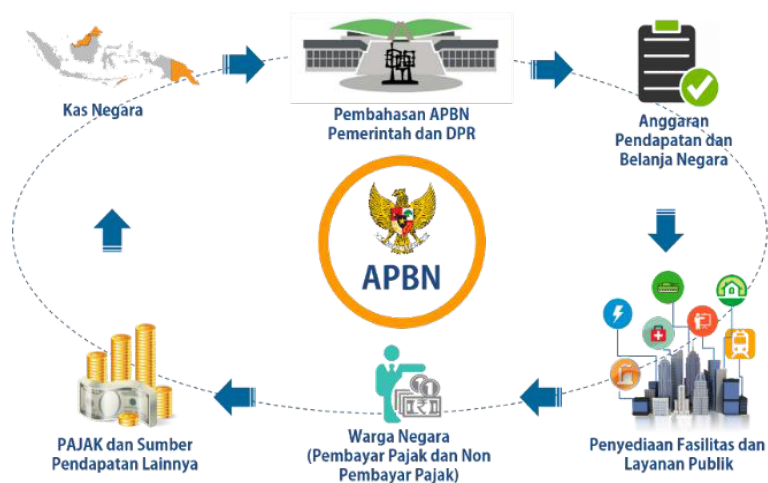 Kas Negara
Pembahasan APBN
Pemerintah dan DPR
Anggaran
Pendapatan dan
Belanja Negara
APBN
PAJAK dan Sumber
Pendapatan Lainnya
Warga Negara
(Pembayar Pajak dan Non
Pembayar Pajak)
Penyediaan Fasilitas dan
Layanan Publik